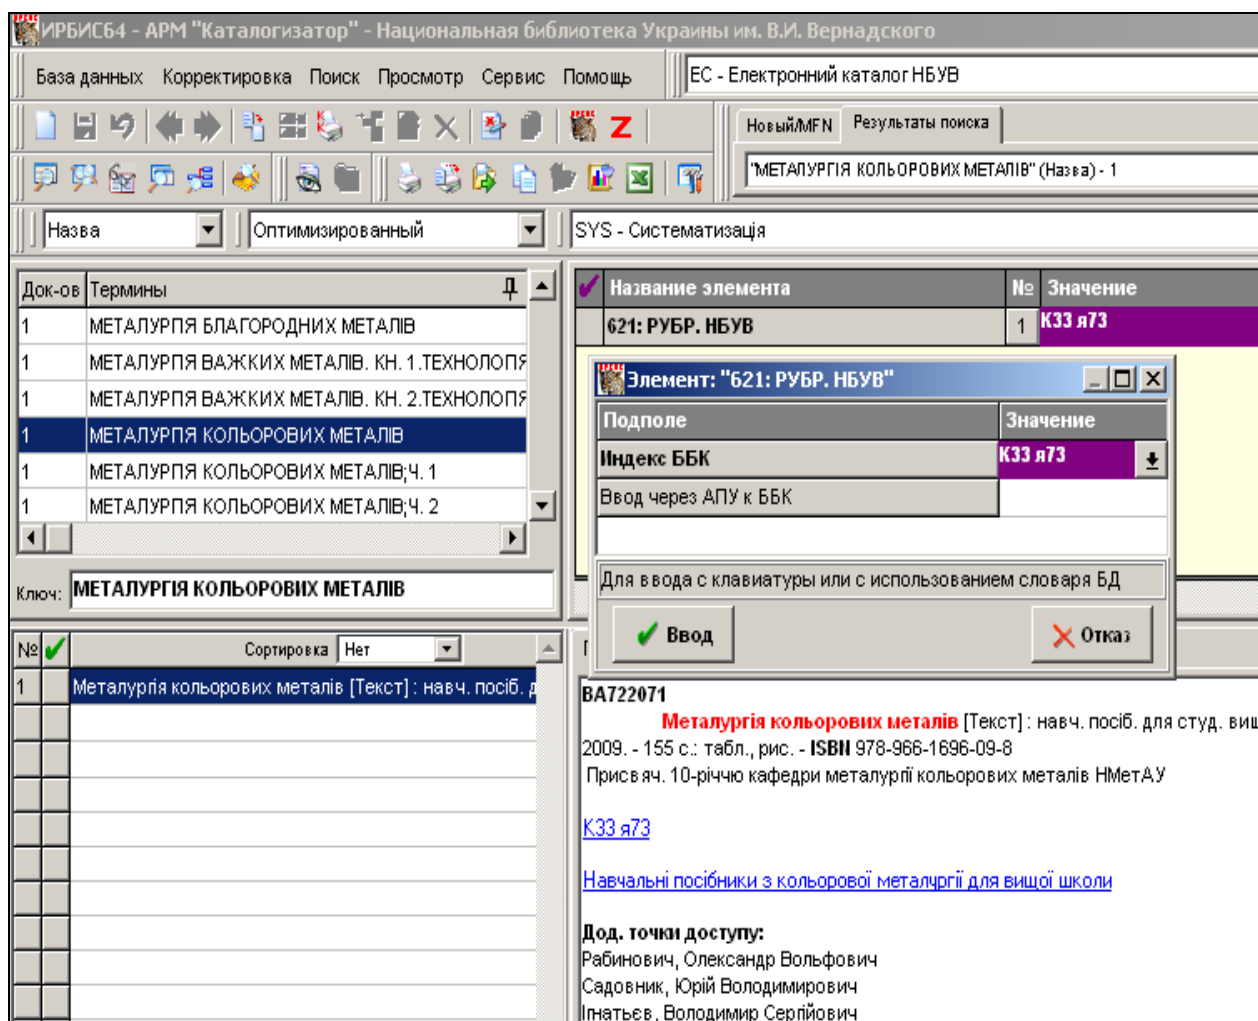 ИРБИС64 - АРМ "Каталогизатор" - Национальная библиотека Украины им. В.И. Вернадского
База данных Корректировка Поиск Просмотр Сервис Помощь
EC - Електронний каталог НБУВ
Новый/MFN Результаты поиска
"МЕТАЛУРГІЯ КОЛЬОРОВИХ МЕТАЛІВ" (Назва) - 1
Назва Оптимизированный SYS - Систематизація
Док-ов Термины
1 МЕТАЛУРГІЯ БЛАГОРОДНИХ МЕТАЛІВ
1 МЕТАЛУРГІЯ ВАЖКИХ МЕТАЛІВ. КН. 1.ТЕХНОЛОГІЯ
1 МЕТАЛУРГІЯ ВАЖКИХ МЕТАЛІВ. КН. 2.ТЕХНОЛОГІЯ
1 МЕТАЛУРГІЯ КОЛЬОРОВИХ МЕТАЛІВ
1 МЕТАЛУРГІЯ КОЛЬОРОВИХ МЕТАЛІВ;Ч. 1
1 МЕТАЛУРГІЯ КОЛЬОРОВИХ МЕТАЛІВ;Ч. 2
Ключ: МЕТАЛУРГІЯ КОЛЬОРОВИХ МЕТАЛІВ
Название элемента № Значение
621: РУБР. НБУВ 1 К33 я73
Элемент: "621: РУБР. НБУВ"
Подполе Значение
Индекс ББК К33 я73
Ввод через АПУ к ББК
Для ввода с клавиатуры или с использованием словаря БД
Ввод Отказ
№ Сортировка Нет
1 Металургія кольорових металів [Текст] : навч. посіб. д
ВА722071
Металургія кольорових металів [Текст] : навч. посіб. для студ. вищ
2009. - 155 с.: табл., рис. - ISBN 978-966-1696-09-8
Присвяч. 10-річчю кафедри металургії кольорових металів НМетАУ
К33 я73
Навчальні посібники з кольорової металургії для вищої школи
Дод. точки доступу:
Рабинович, Олександр Вольфович
Садовник, Юрій Володимирович
Ігнатьєв, Володимир Сергійович